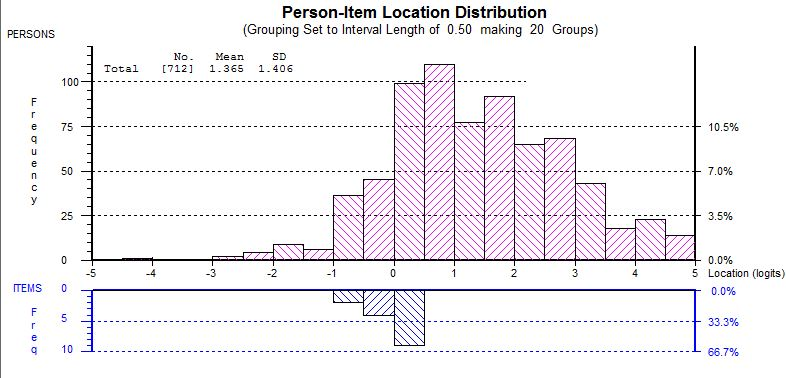 Person-Item Location Distribution
(Grouping Set to Interval Length of 0.50 making 20 Groups)
PERSONS
No. Mean SD
Total [712] 1.365 1.406
Frequency
100
75
50
25
0
10.5%
7.0%
3.5%
0.0%
-5 -4 -3 -2 -1 0 1 2 3 4 5 Location (logits)
ITEMS
Freq
0
5
10
0.0%
33.3%
66.7%